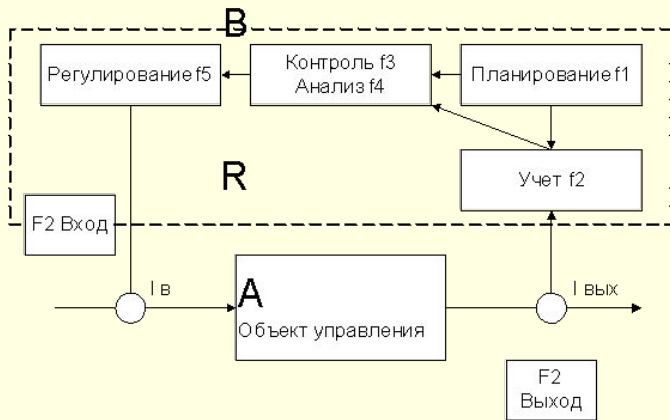 B
Регулирование f5
Контроль f3
Анализ f4
Планирование f1
R
Учет f2
F2 Вход
I в
A
Объект управления
I вых
F2
Выход